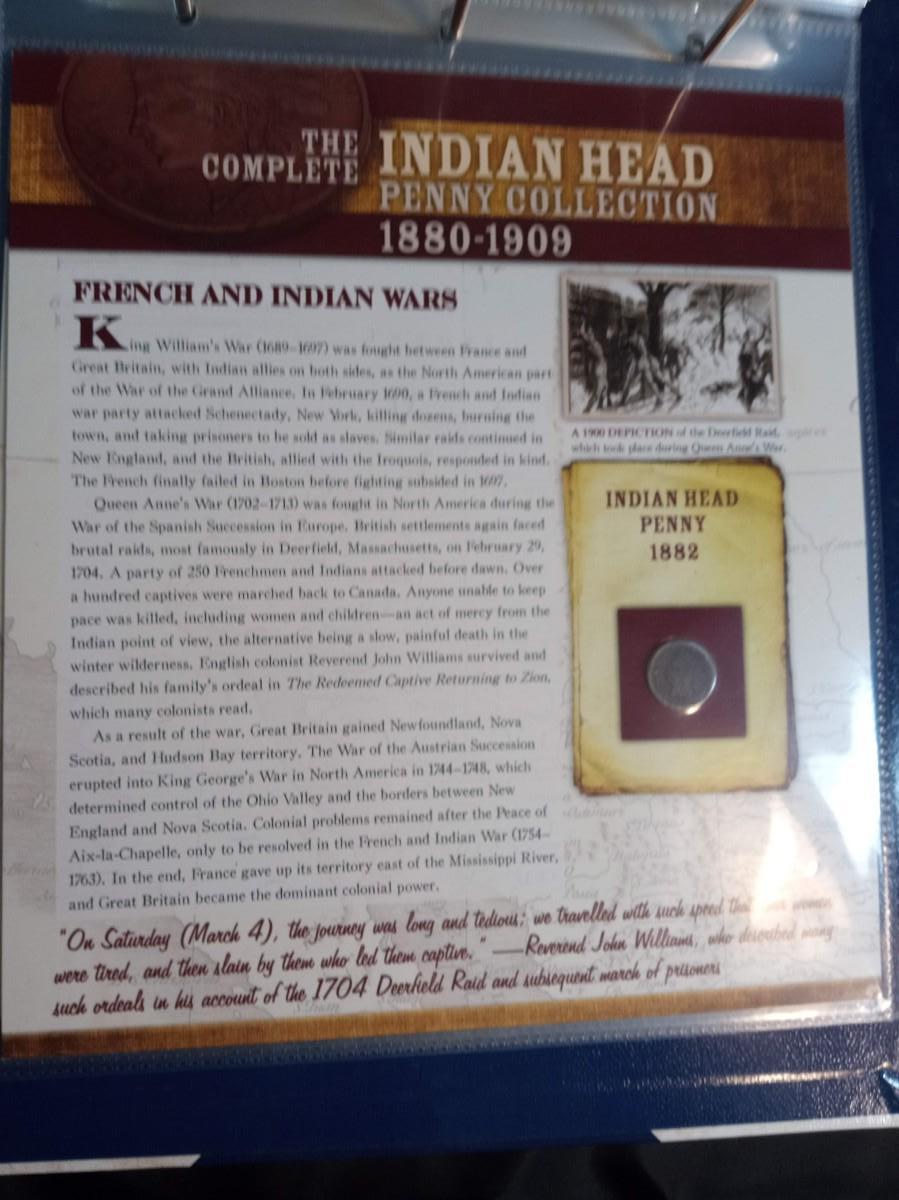 THE
COMPLETE
INDIAN HEAD
PENNY COLLECTION
1880-1909
FRENCH AND INDIAN WARS
King William's War (1689–1697) was fought between France and
Great Britain, with Indian allies on both sides, as the North American part
of the War of the Grand Alliance. In February 1690, a French and Indian
war party attacked Schenectady, New York, killing dozens, burning the
town, and taking prisoners to be sold as slaves. Similar raids continued in
New England, and the British, allied with the Iroquois, responded in kind.
The French finally failed in Boston before fighting subsided in 1697.
Queen Anne's War (1702–1713) was fought in North America during the
War of the Spanish Succession in Europe. British settlements again faced
brutal raids, most famously in Deerfield, Massachusetts, on February 29,
1704. A party of 250 Frenchmen and Indians attacked before dawn. Over
a hundred captives were marched back to Canada. Anyone unable to keep
pace was killed, including women and children—an act of mercy from the
Indian point of view, the alternative being a slow, painful death in the
winter wilderness. English colonist Reverend John Williams survived and
described his family's ordeal in The Redeemed Captive Returning to Zion,
which many colonists read.
As a result of the war, Great Britain gained Newfoundland, Nova
Scotia, and Hudson Bay territory. The War of the Austrian Succession
erupted into King George's War in North America in 1744–1748, which
determined control of the Ohio Valley and the borders between New
England and Nova Scotia. Colonial problems remained after the Peace of
Aix-la-Chapelle, only to be resolved in the French and Indian War (1754–
1763). In the end, France gave up its territory east of the Mississippi River,
and Great Britain became the dominant colonial power.
A 1900 DEPICTION of the Deerfield Raid,
which took place during Queen Anne's War.
INDIAN HEAD
PENNY
1882
"On Saturday (March 4), the journey was long and tedious; we travelled with such speed that women
were tired, and then slain by them who led them captive." —Reverend John Williams, who described many
such ordeals in his account of the 1704 Deerfield Raid and subsequent march of prisoners